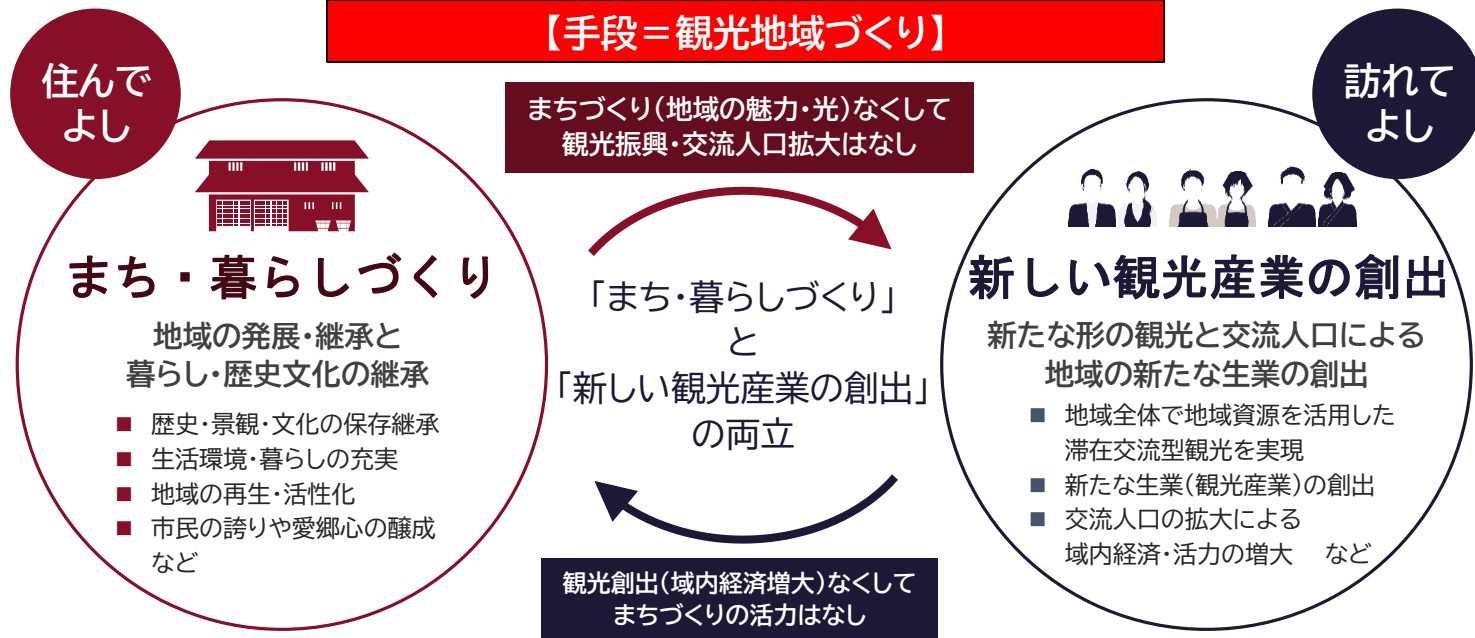 【手段＝観光地域づくり】
住んで
よし
まちづくり(地域の魅力・光)なくして
観光振興・交流人口拡大はなし
訪れて
よし
まち・暮らしづくり
地域の発展・継承と
暮らし・歴史文化の継承
■ 歴史・景観・文化の保存継承
■ 生活環境・暮らしの充実
■ 地域の再生・活性化
■ 市民の誇りや愛郷心の醸成
など
「まち・暮らしづくり」
と
「新しい観光産業の創出」
の両立
新しい観光産業の創出
新たな形の観光と交流人口による
地域の新たな生業の創出
■ 地域全体で地域資源を活用した
滞在交流型観光を実現
■ 新たな生業(観光産業)の創出
■ 交流人口の拡大による
域内経済・活力の増大　など
観光創出(域内経済増大)なくして
まちづくりの活力はなし